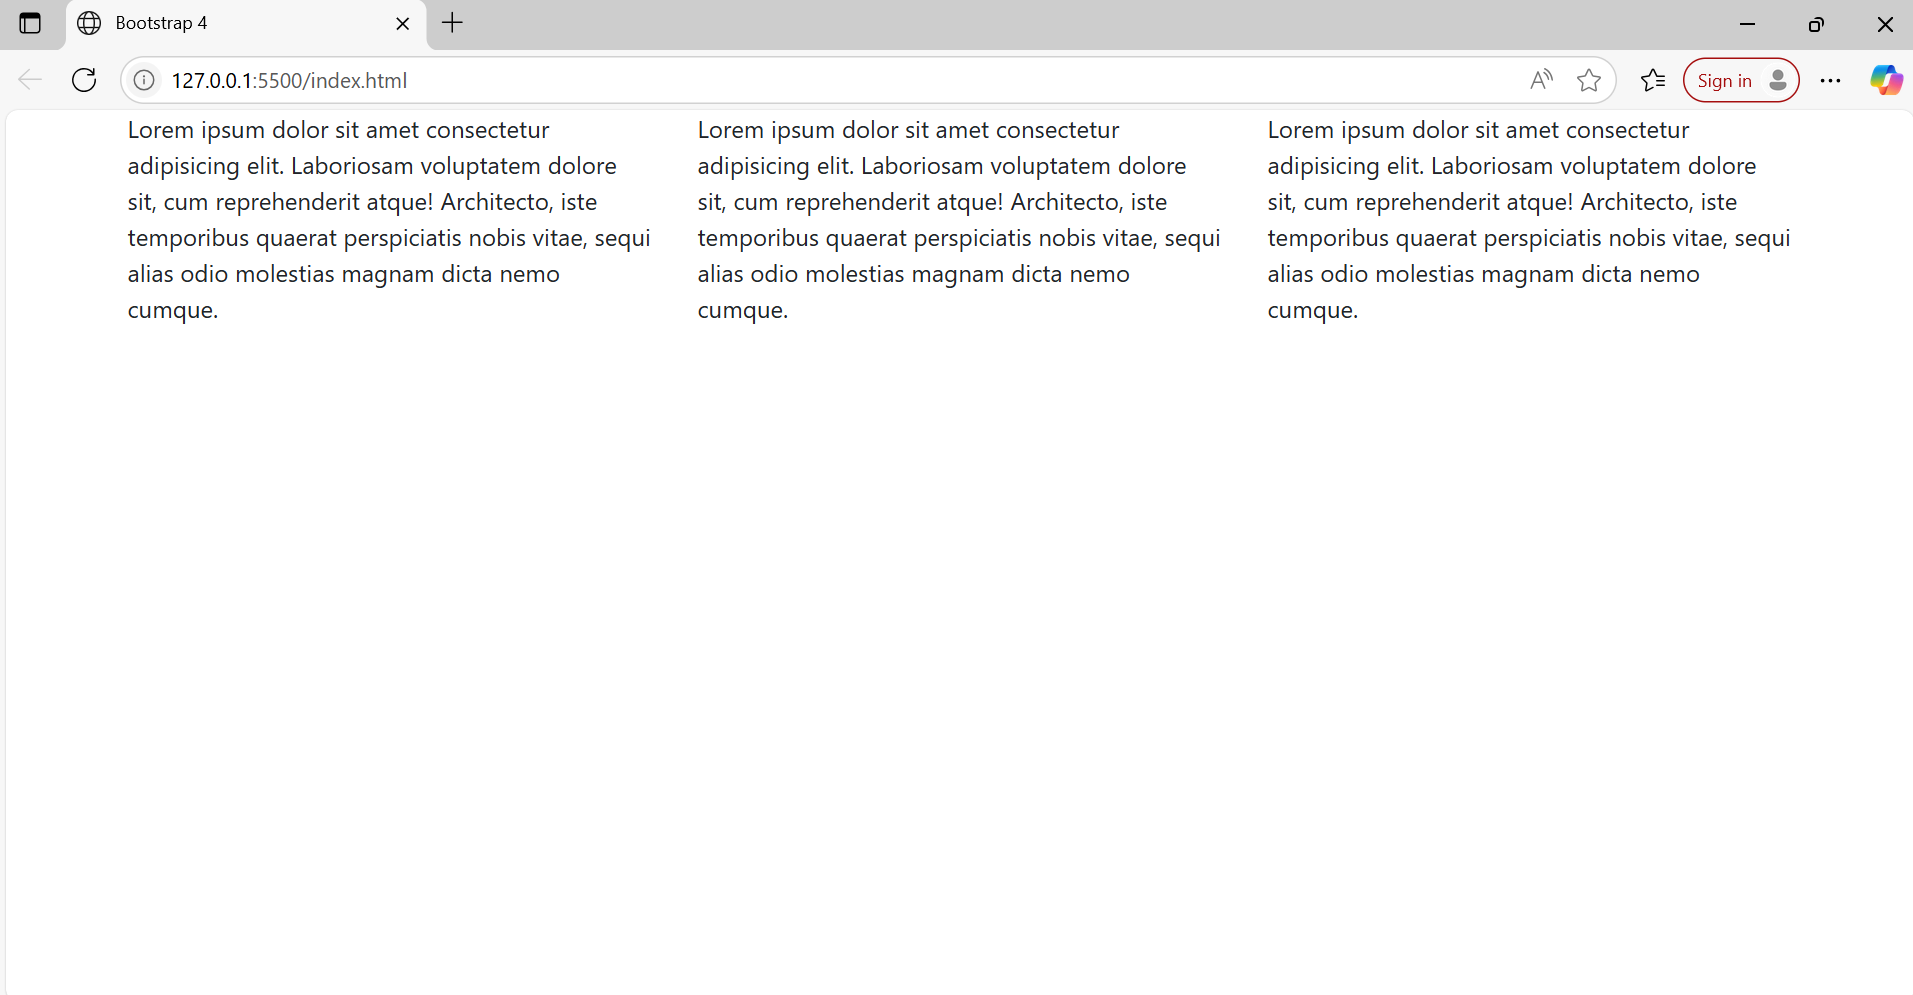 Bootstrap 4
127.0.0.1:5500/index.html
Sign in
Lorem ipsum dolor sit amet consectetur
adipisicing elit. Laboriosam voluptatem dolore
sit, cum reprehenderit atque! Architecto, iste
temporibus quaerat perspiciatis nobis vitae, sequi
alias odio molestias magnam dicta nemo
cumque.
Lorem ipsum dolor sit amet consectetur
adipisicing elit. Laboriosam voluptatem dolore
sit, cum reprehenderit atque! Architecto, iste
temporibus quaerat perspiciatis nobis vitae, sequi
alias odio molestias magnam dicta nemo
cumque.
Lorem ipsum dolor sit amet consectetur
adipisicing elit. Laboriosam voluptatem dolore
sit, cum reprehenderit atque! Architecto, iste
temporibus quaerat perspiciatis nobis vitae, sequi
alias odio molestias magnam dicta nemo
cumque.